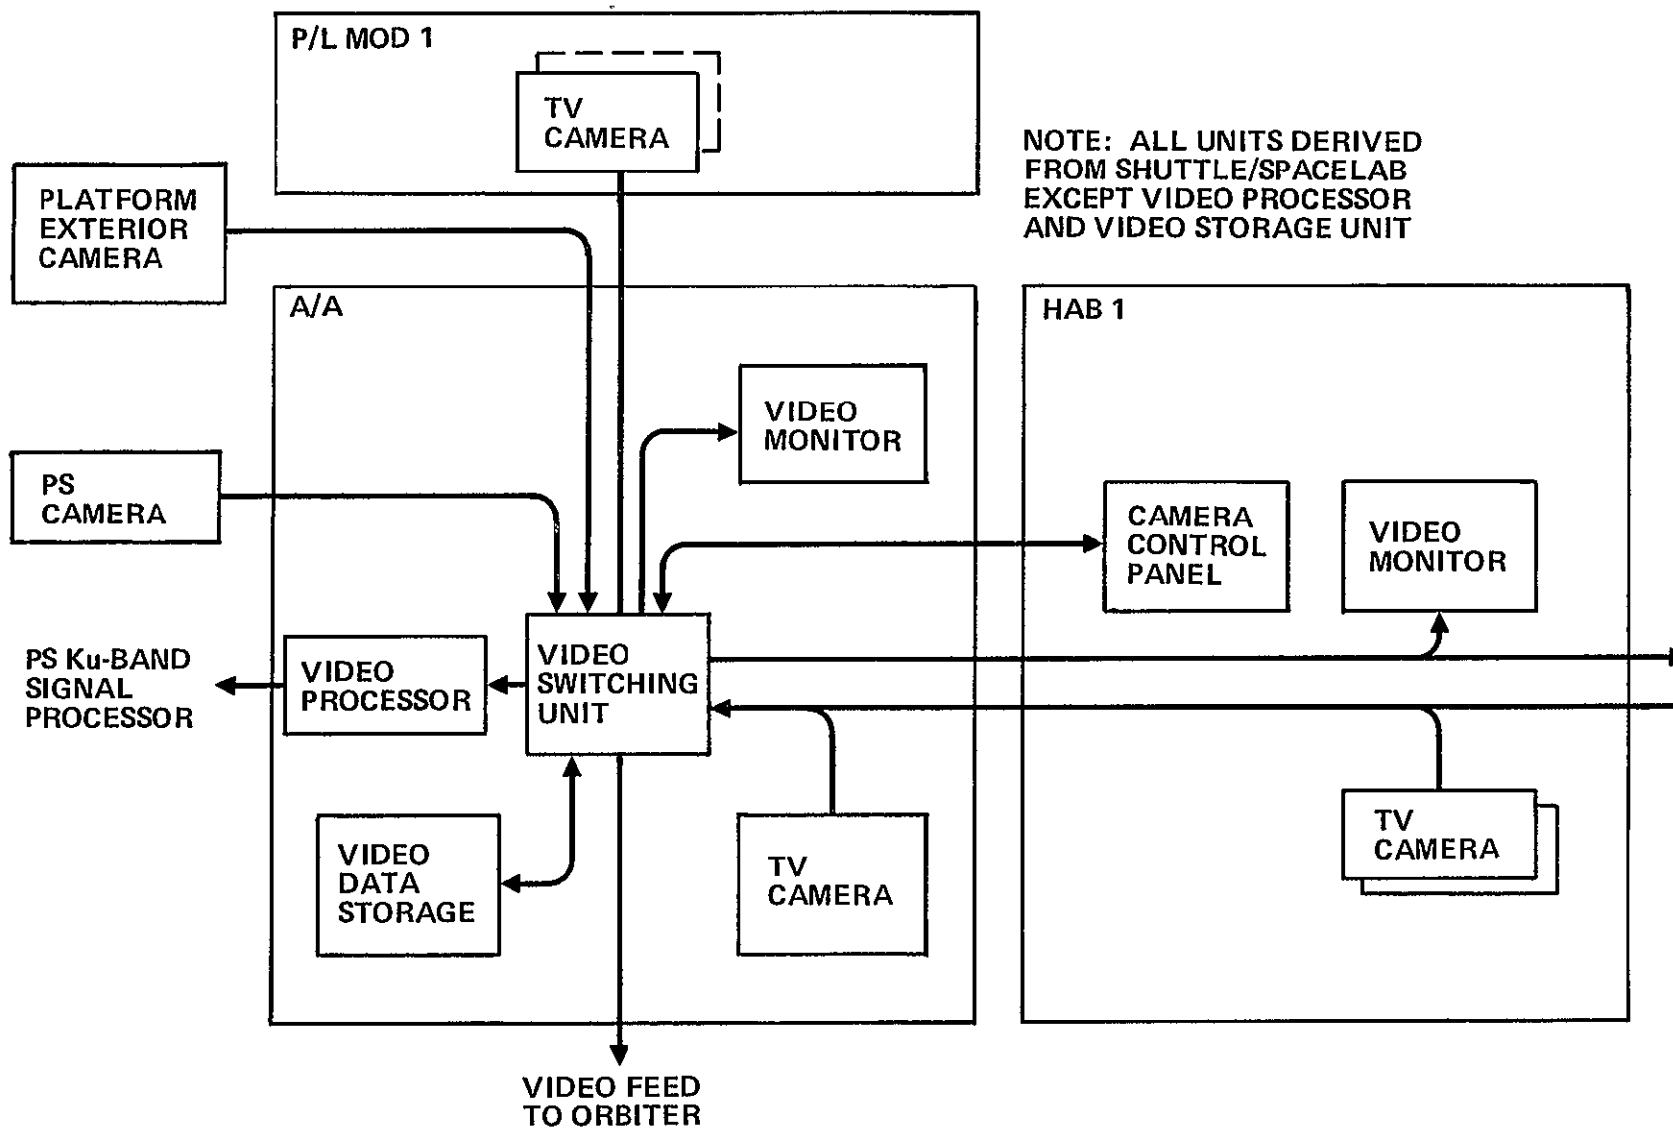 P/L MOD 1
TV
CAMERA
NOTE: ALL UNITS DERIVED
FROM SHUTTLE/SPACELAB
EXCEPT VIDEO PROCESSOR
AND VIDEO STORAGE UNIT
PLATFORM
EXTERIOR
CAMERA
A/A
HAB 1
VIDEO
MONITOR
PS
CAMERA
CAMERA
CONTROL
PANEL
VIDEO
MONITOR
PS Ku-BAND
SIGNAL
PROCESSOR
VIDEO
PROCESSOR
VIDEO
SWITCHING
UNIT
VIDEO
DATA
STORAGE
TV
CAMERA
TV
CAMERA
VIDEO FEED
TO ORBITER